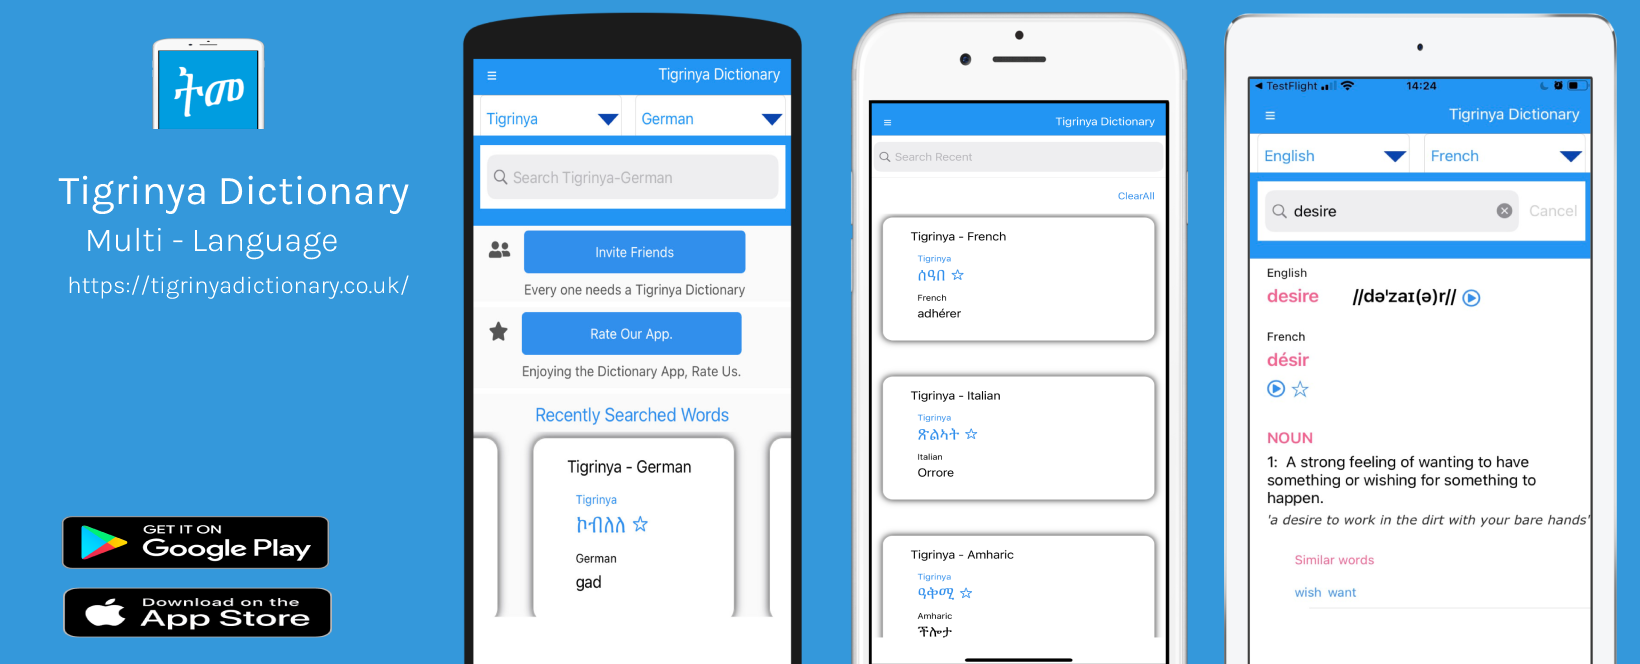 ትመ
Tigrinya Dictionary
Multi - Language
https://tigrinyadictionary.co.uk/
GET IT ON
Google Play
Download on the
App Store
Tigrinya Dictionary
Tigrinya
German
Search Tigrinya-German
Invite Friends
Every one needs a Tigrinya Dictionary
Rate Our App.
Enjoying the Dictionary App, Rate Us.
Recently Searched Words
Tigrinya - German
Tigrinya
ኮብለለ
German
gad
Tigrinya Dictionary
Search Recent
ClearAll
Tigrinya - French
Tigrinya
ሰዓበ
French
adhérer
Tigrinya - Italian
Tigrinya
ጽልኣት
Italian
Orrore
Tigrinya - Amharic
Tigrinya
ዓቅሚ
Amharic
ችሎታ
TestFlight
14:24
Tigrinya Dictionary
English
French
desire
Cancel
English
desire //dəˈzaɪ(ə)r//
French
désir
NOUN
1: A strong feeling of wanting to have
something or wishing for something to
happen.
'a desire to work in the dirt with your bare hands'
Similar words
wish want